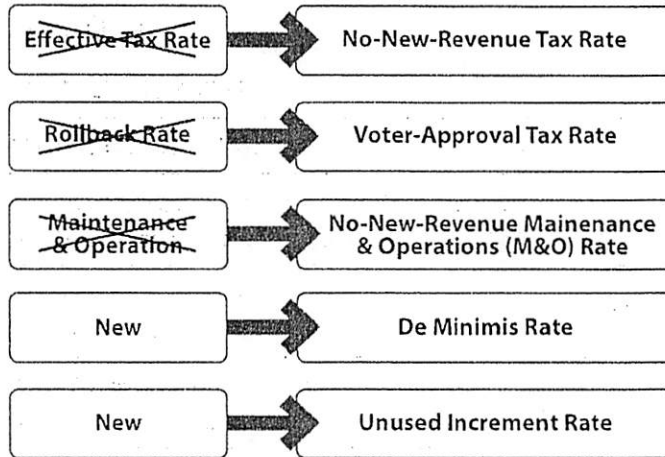 Effective Tax Rate
No-New-Revenue Tax Rate
Rollback Rate
Voter-Approval Tax Rate
Maintenance
& Operation
No-New-Revenue Mainenance
& Operations (M&O) Rate
New
De Minimis Rate
New
Unused Increment Rate